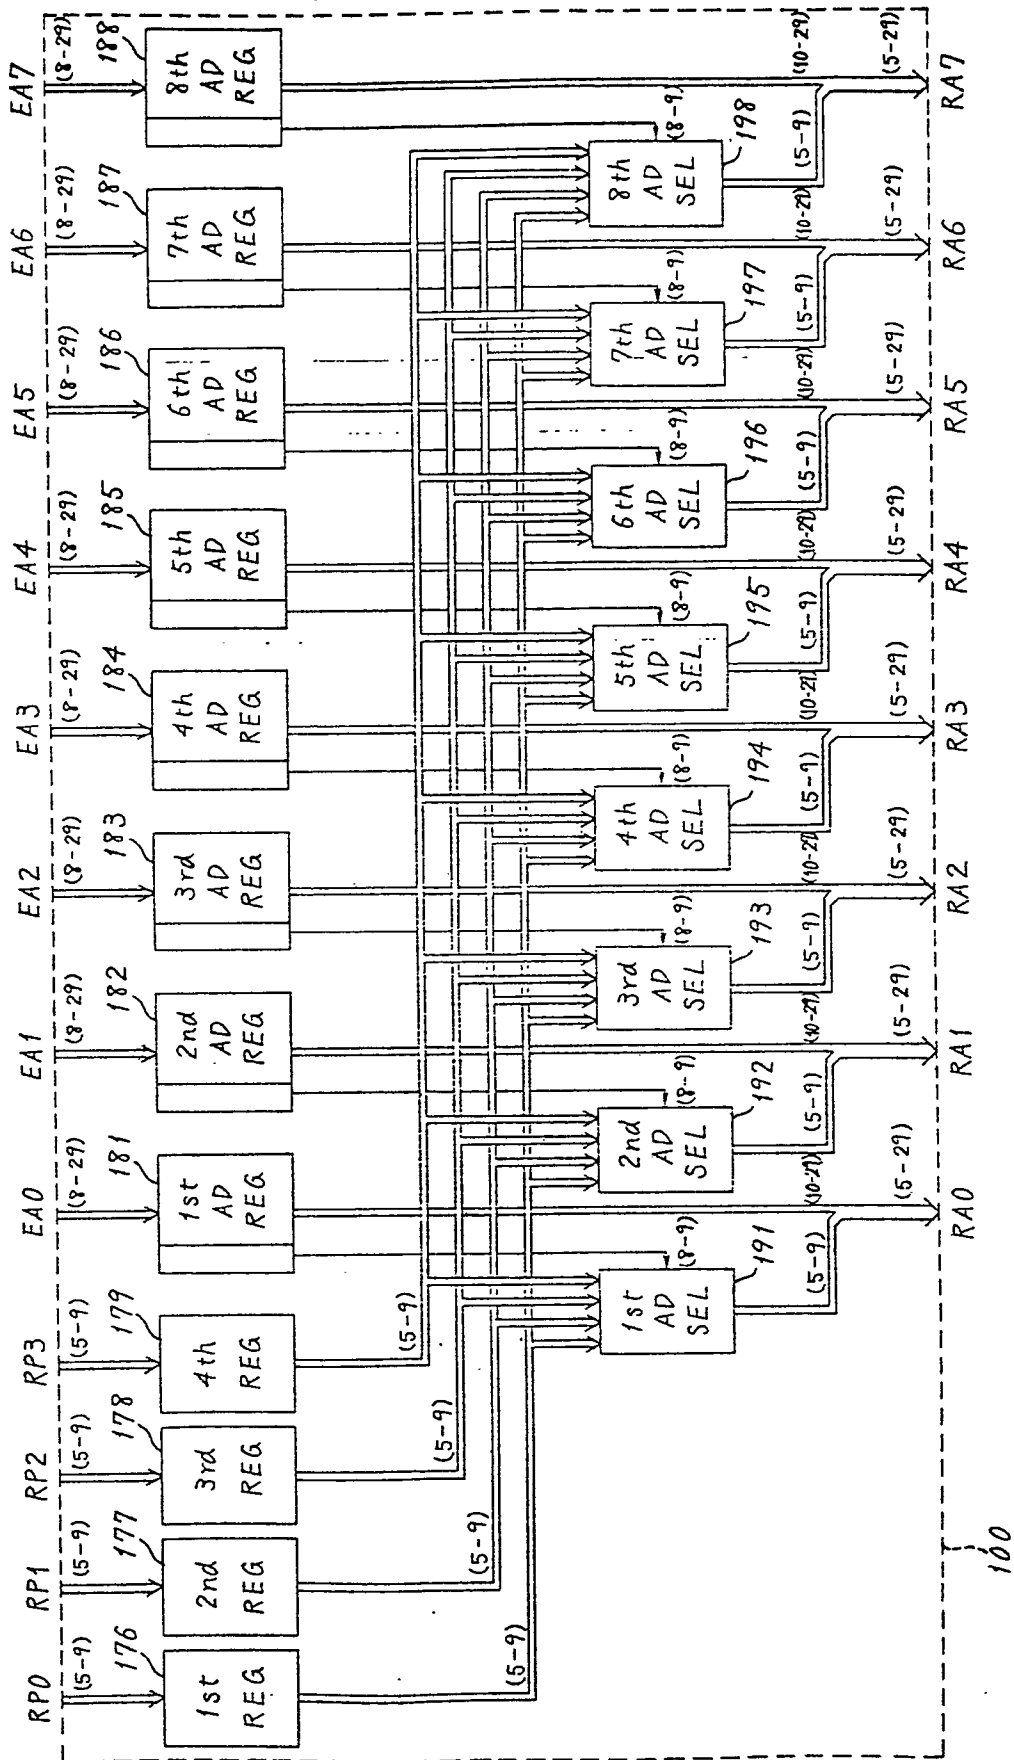 RP0 RP1 RP2 RP3 EA0 EA1 EA2 EA3 EA4 EA5 EA6 EA7
(5-9) (5-9) (5-9) (5-9) (8-29) (8-29) (8-29) (8-29) (8-29) (8-29) (8-29) (8-29)
176 177 178 179 181 182 183 184 185 186 187 188
1st REG
2nd REG
3rd REG
4th REG
1st AD REG
2nd AD REG
3rd AD REG
4th AD REG
5th AD REG
6th AD REG
7th AD REG
8th AD REG
(5-9) (5-9) (5-9) (5-9)
(8-9) (8-9) (8-9) (8-9) (8-9) (8-9) (8-9) (8-9)
1st AD SEL
2nd AD SEL
3rd AD SEL
4th AD SEL
5th AD SEL
6th AD SEL
7th AD SEL
8th AD SEL
191 192 193 194 195 196 197 198
(10-29) (10-29) (10-29) (10-29) (10-29) (10-29) (10-29) (10-29)
(5-9) (5-9) (5-9) (5-9) (5-9) (5-9) (5-9) (5-9)
(5-29) (5-29) (5-29) (5-29) (5-29) (5-29) (5-29) (5-29)
RA0 RA1 RA2 RA3 RA4 RA5 RA6 RA7
100